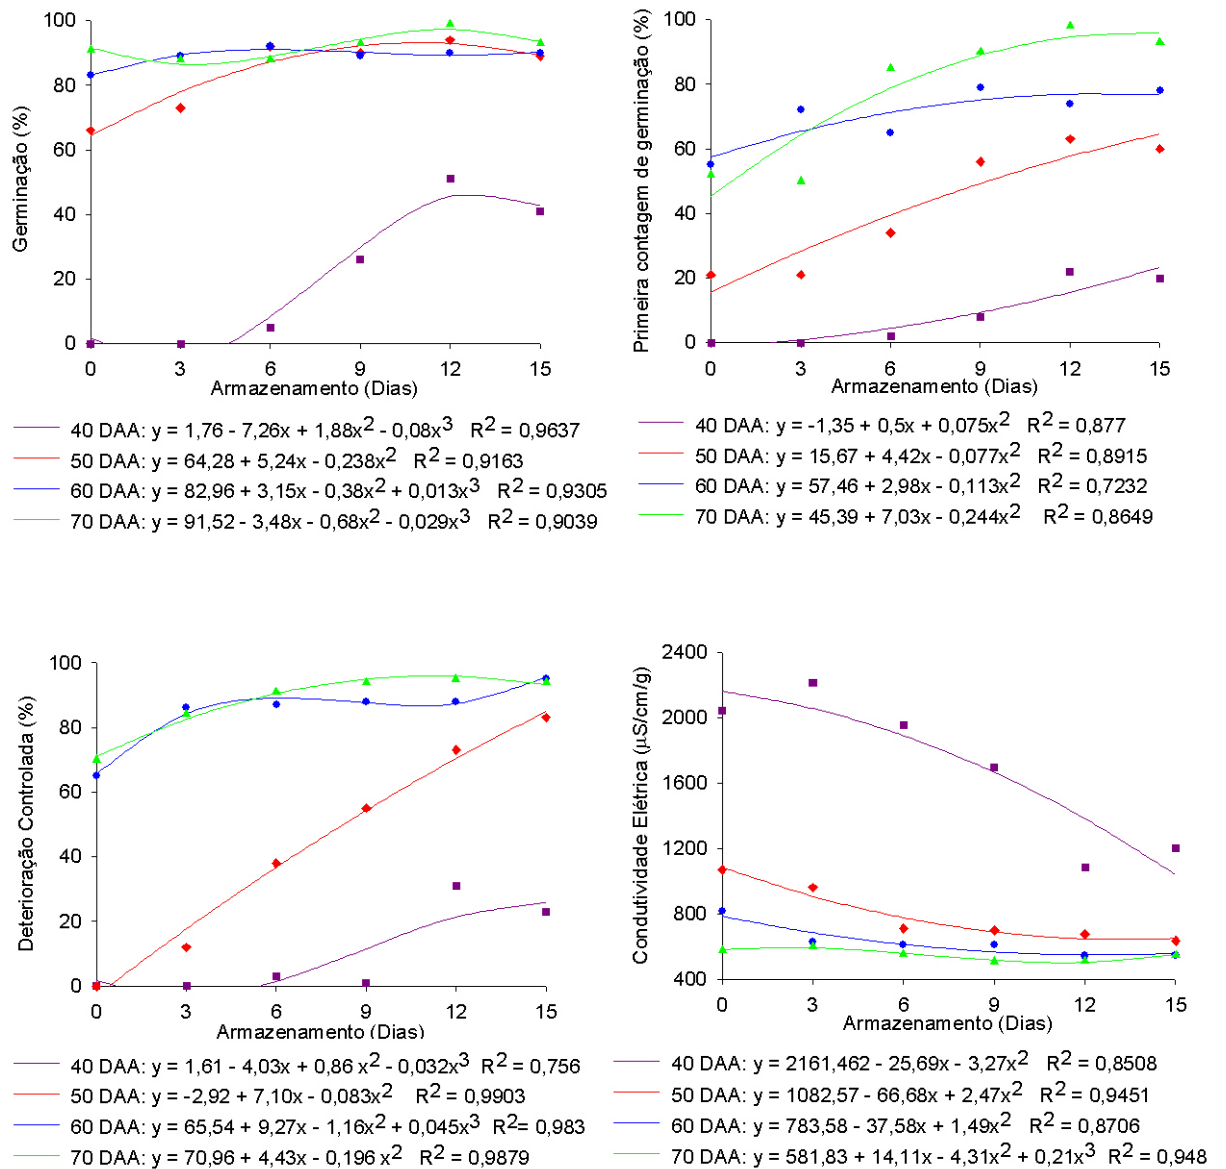 100
80
60
40
20
0
0 3 6 9 12 15
Germinação (%)
Armazenamento (Dias)
40 DAA: y = 1,76 - 7,26x + 1,88x² - 0,08x³ R² = 0,9637
50 DAA: y = 64,28 + 5,24x - 0,238x² R² = 0,9163
60 DAA: y = 82,96 + 3,15x - 0,38x² + 0,013x³ R² = 0,9305
70 DAA: y = 91,52 - 3,48x - 0,68x² - 0,029x³ R² = 0,9039
100
80
60
40
20
0
0 3 6 9 12 15
Primeira contagem de germinação (%)
Armazenamento (Dias)
40 DAA: y = -1,35 + 0,5x + 0,075x² R² = 0,877
50 DAA: y = 15,67 + 4,42x - 0,077x² R² = 0,8915
60 DAA: y = 57,46 + 2,98x - 0,113x² R² = 0,7232
70 DAA: y = 45,39 + 7,03x - 0,244x² R² = 0,8649
100
80
60
40
20
0
0 3 6 9 12 15
Deterioração Controlada (%)
Armazenamento (Dias)
40 DAA: y = 1,61 - 4,03x + 0,86 x² - 0,032x³ R² = 0,756
50 DAA: y = -2,92 + 7,10x - 0,083x² R² = 0,9903
60 DAA: y = 65,54 + 9,27x - 1,16x² + 0,045x³ R² = 0,983
70 DAA: y = 70,96 + 4,43x - 0,196 x² R² = 0,9879
2400
2000
1600
1200
800
400
0 3 6 9 12 15
Condutividade Elétrica (µS/cm/g)
Armazenamento (Dias)
40 DAA: y = 2161,462 - 25,69x - 3,27x² R² = 0,8508
50 DAA: y = 1082,57 - 66,68x + 2,47x² R² = 0,9451
60 DAA: y = 783,58 - 37,58x + 1,49x² R² = 0,8706
70 DAA: y = 581,83 + 14,11x - 4,31x² + 0,21x³ R² = 0,948